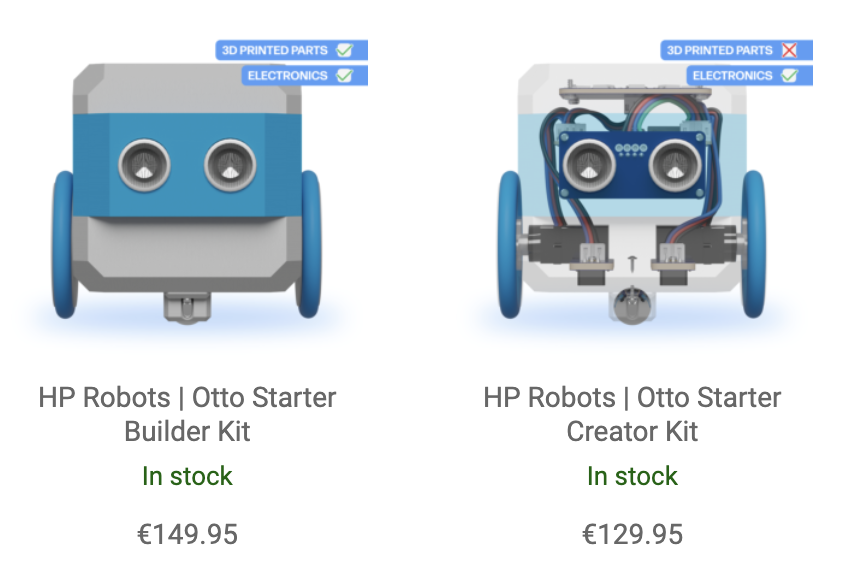 3D PRINTED PARTS
ELECTRONICS
HP Robots | Otto Starter
Builder Kit
In stock
€149.95
3D PRINTED PARTS
ELECTRONICS
HP Robots | Otto Starter
Creator Kit
In stock
€129.95